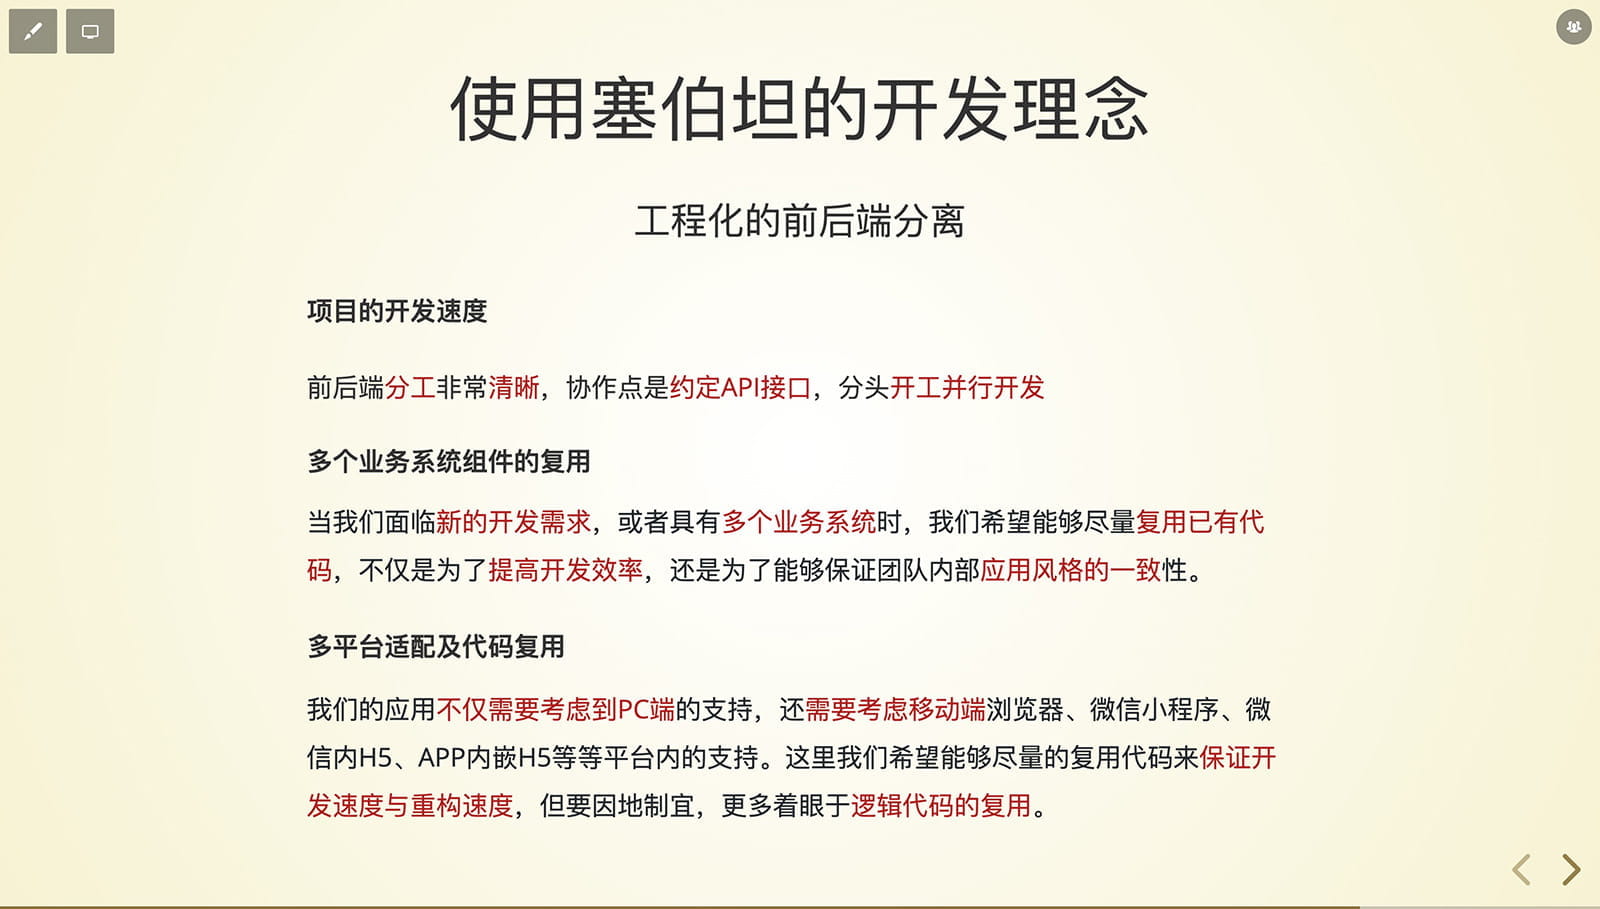 使用塞伯坦的开发理念
工程化的前后端分离
项目的开发速度
前后端分工非常清晰，协作点是约定API接口，分头开工并行开发
多个业务系统组件的复用
当我们面临新的开发需求，或者具有多个业务系统时，我们希望能够尽量复用已有代
码，不仅是为了提高开发效率，还是为了能够保证团队内部应用风格的一致性。
多平台适配及代码复用
我们的应用不仅需要考虑到PC端的支持，还需要考虑移动端浏览器、微信小程序、微
信内H5、APP内嵌H5等等平台内的支持。这里我们希望能够尽量的复用代码来保证开
发速度与重构速度，但要因地制宜，更多着眼于逻辑代码的复用。